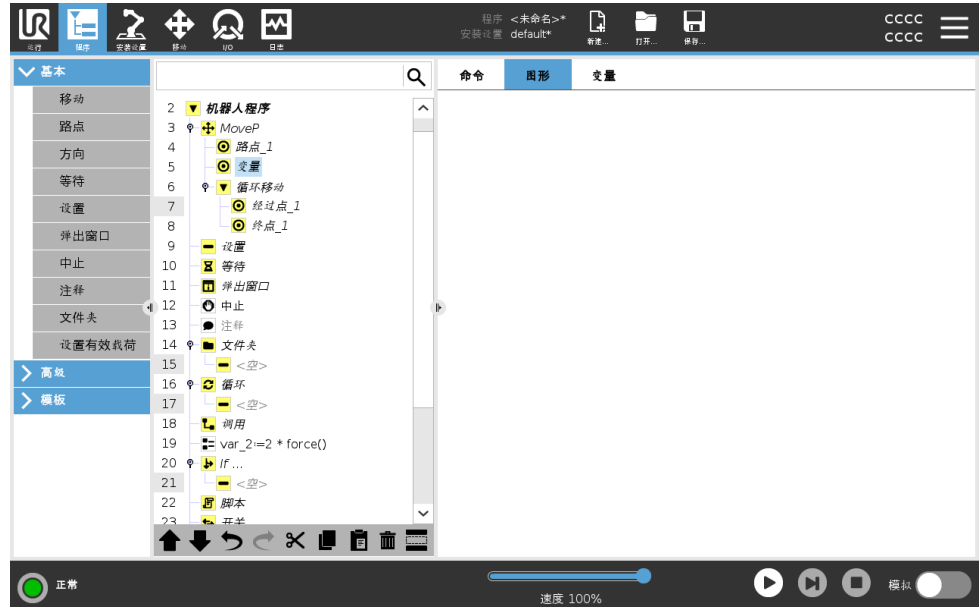 程序 <未命名>*
安装设置 default*
UR
运行
程序
安装设置
移动
I/O
日志
新建...
打开...
保存...
CCCC
CCCC
基本
移动
路点
方向
等待
设置
弹出窗口
中止
注释
文件夹
设置有效载荷
高级
模板
2 机器人程序
3 MoveP
4 路点_1
5 变量
6 循环移动
7 经过点_1
8 终点_1
9 设置
10 等待
11 弹出窗口
12 中止
13 注释
14 文件夹
15 <空>
16 循环
17 <空>
18 调用
19 var_2:=2 * force()
20 If ...
21 <空>
22 脚本
23 开关
命令
图形
变量
正常
速度 100%
模拟